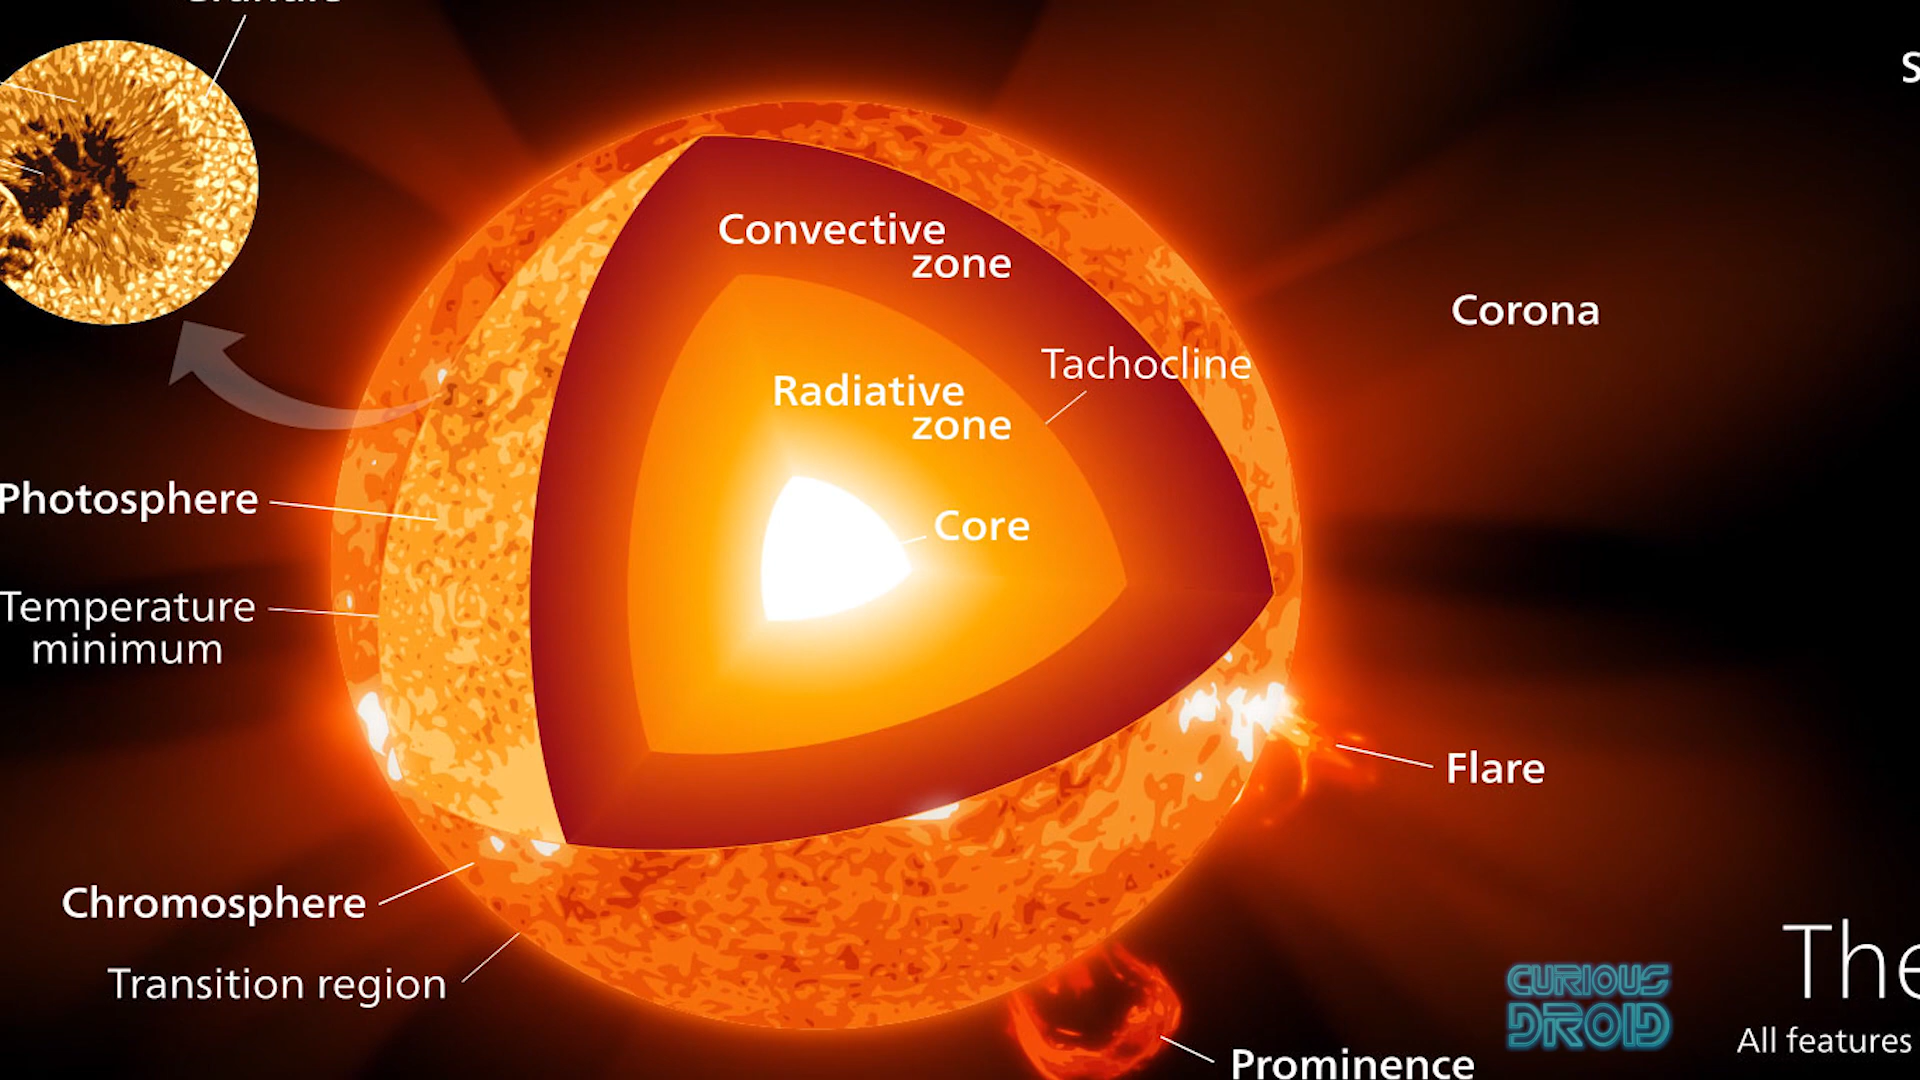 Convective
zone
Corona
Tachocline
Radiative
zone
Photosphere
Core
Temperature
minimum
Flare
Chromosphere
Transition region
The
CURIOUS
DROID
All features
Prominence